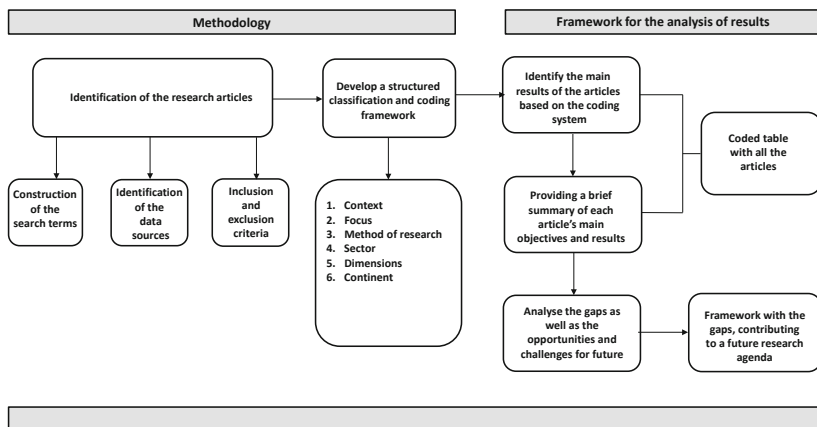 Methodology
Framework for the analysis of results
Identification of the research articles
Develop a structured
classification and coding
framework
Identify the main
results of the articles
based on the coding
system
Coded table
with all the
articles
Construction
of the
search terms
Identification
of the
data
sources
Inclusion
and
exclusion
criteria
1. Context
2. Focus
3. Method of research
4. Sector
5. Dimensions
6. Continent
Providing a brief
summary of each
article's main
objectives and results
Analyse the gaps as
well as the
opportunities and
challenges for future
Framework with the
gaps, contributing
to a future research
agenda